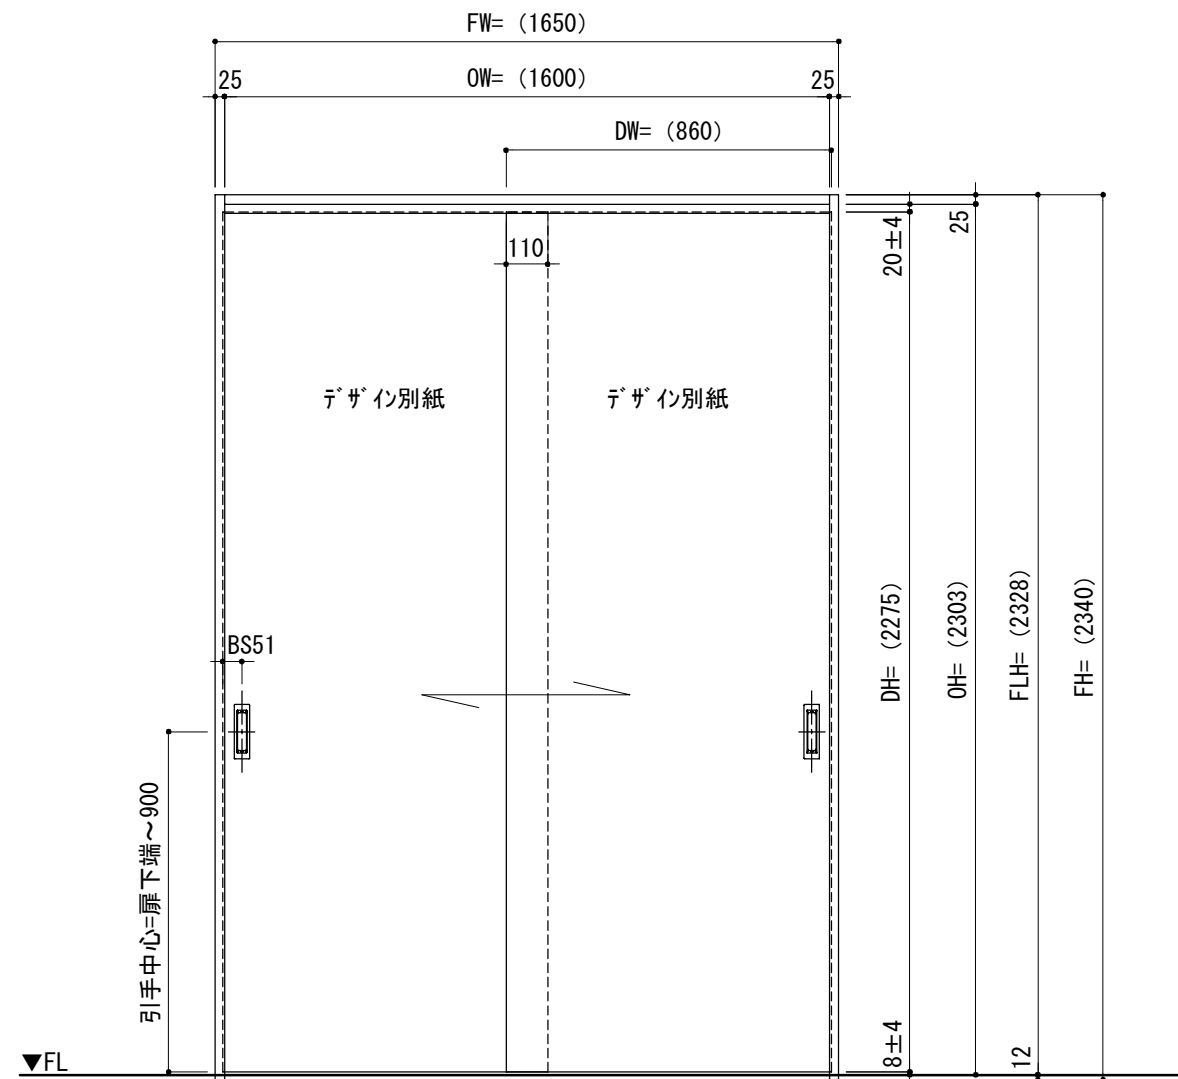 FW= (1650)
25
OW= (1600)
25
DW= (860)
20±4
25
110
デザイン別紙
デザイン別紙
DH= (2275)
OH= (2303)
FLH= (2328)
FH= (2340)
BS51
引手中心=扉下端～900
8±4
12
▼FL